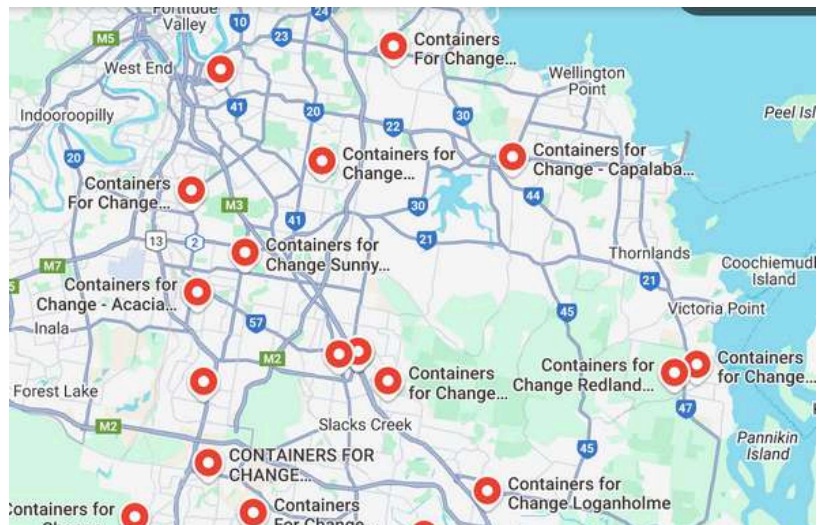 Fortitude
Valley
10
24
23
M5
Containers
For Change...
West End
Wellington
Point
41
20
30
Indooroopilly
22
Peel Isl
20
Containers for
Change...
Containers for
Change - Capalaba...
Containers
For Change...
M3
44
41
30
13
2
21
Containers for
Change Sunny...
Thornlands
M7
Coochiemudl
Island
Containers for
Change - Acacia...
21
45
Victoria Point
Inala
57
M2
Containers for
Change Redland...
Containers
for Change...
Containers
for Change...
Forest Lake
47
Slacks Creek
M2
Pannikin
Island
45
CONTAINERS FOR
CHANGE...
Containers for
Change Loganholme
Containers for
Containers
For Change